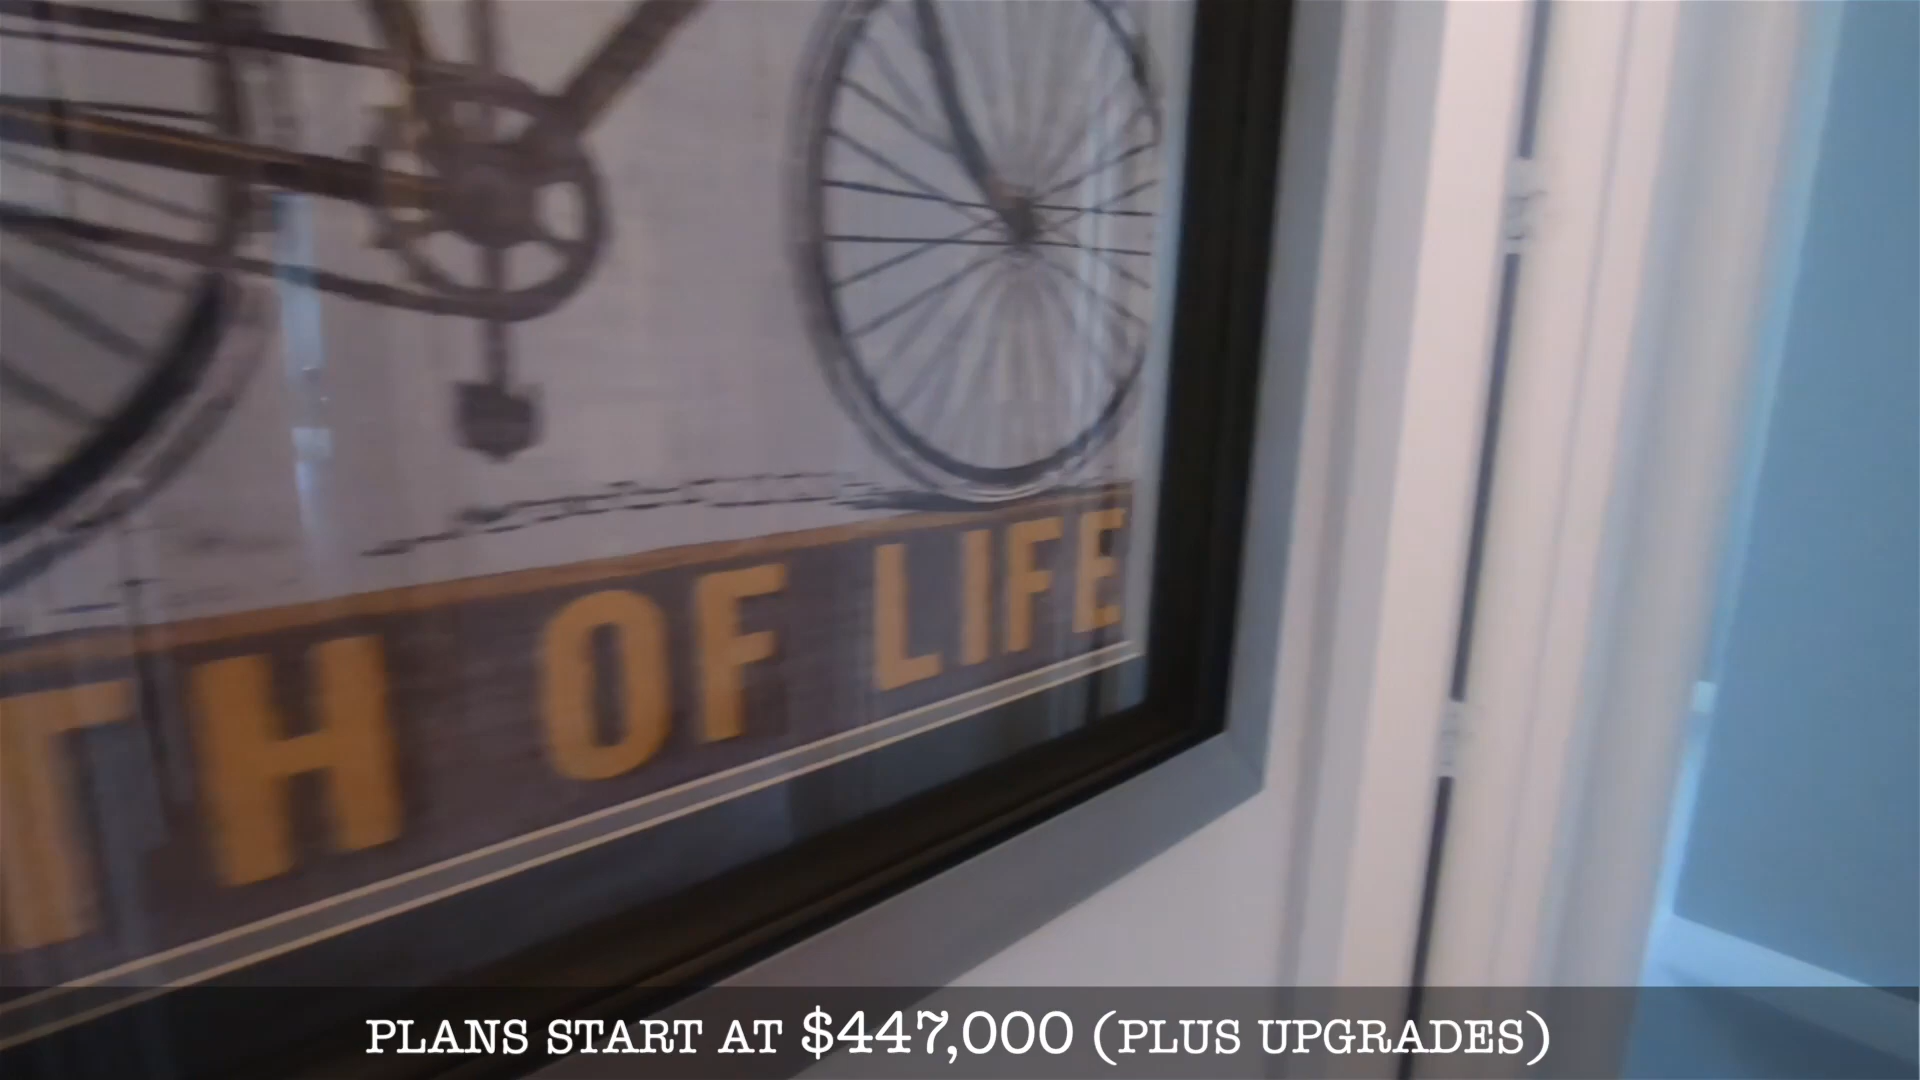 TH OF LIFE
PLANS START AT $447,000 (PLUS UPGRADES)